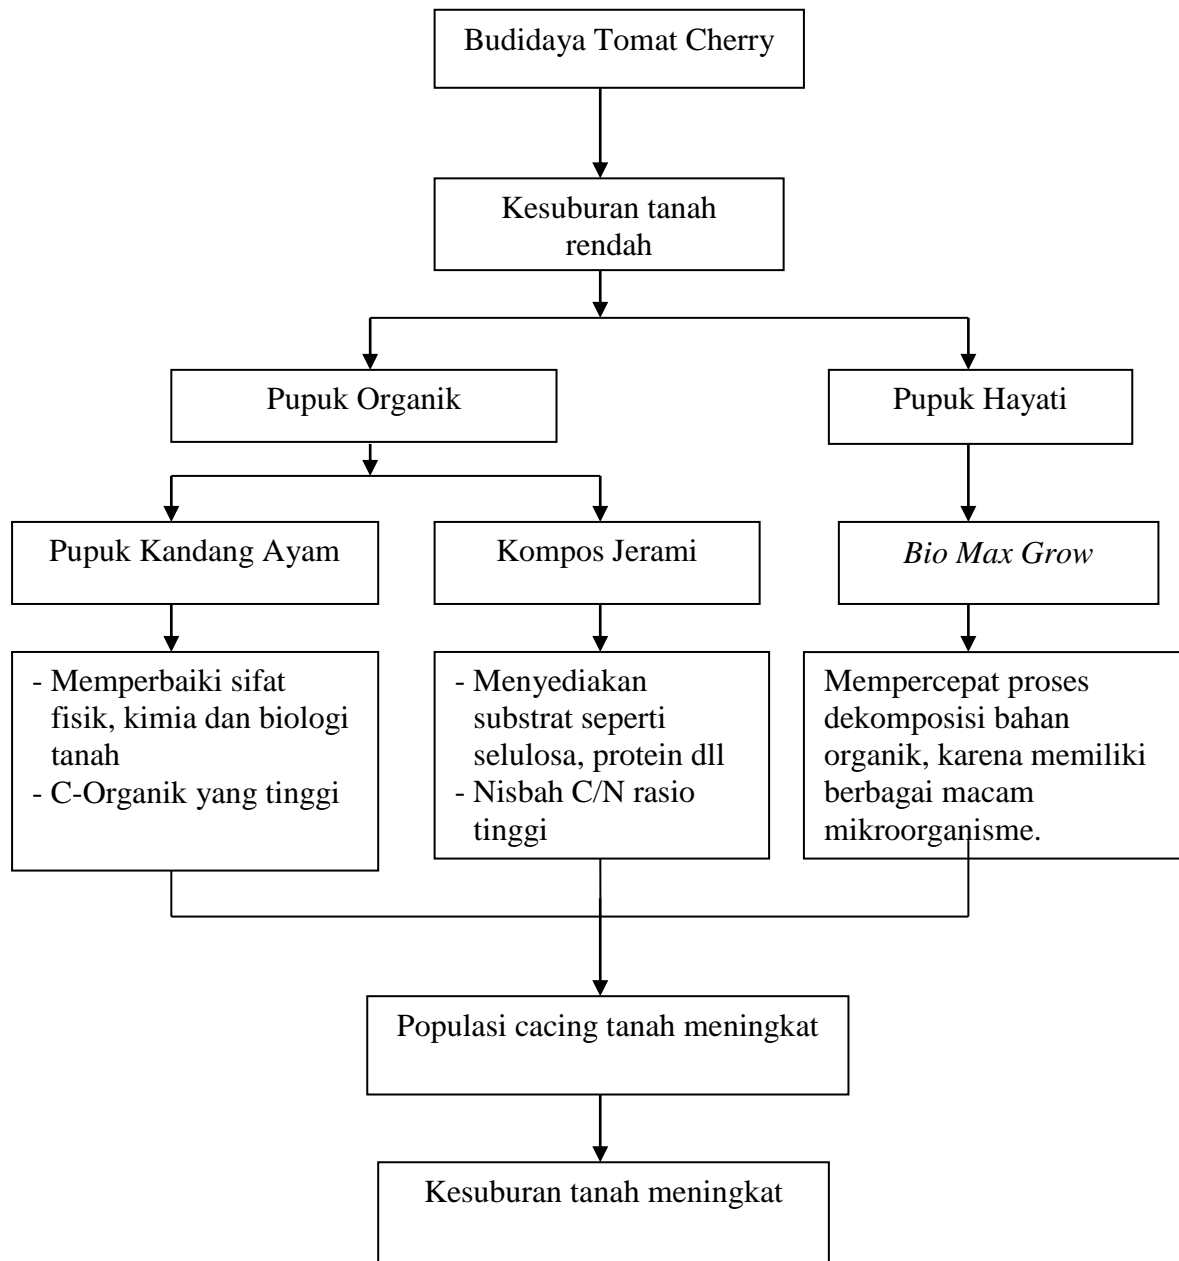 Budidaya Tomat Cherry
Kesuburan tanah
rendah
Pupuk Organik
Pupuk Hayati
Pupuk Kandang Ayam
Kompos Jerami
Bio Max Grow
- Memperbaiki sifat
fisik, kimia dan biologi
tanah
- C-Organik yang tinggi
- Menyediakan
substrat seperti
selulosa, protein dll
- Nisbah C/N rasio
tinggi
Mempercepat proses
dekomposisi bahan
organik, karena memiliki
berbagai macam
mikroorganisme.
Populasi cacing tanah meningkat
Kesuburan tanah meningkat